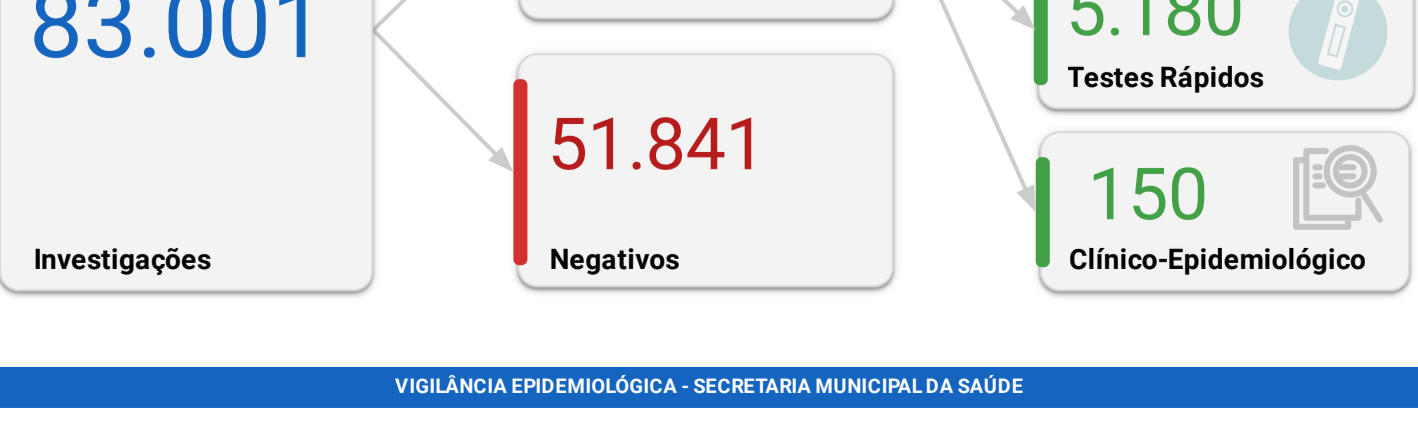 83.001
Investigações
51.841
Negativos
5.180
Testes Rápidos
150
Clínico-Epidemiológico
VIGILÂNCIA EPIDEMIOLÓGICA - SECRETARIA MUNICIPAL DA SAÚDE